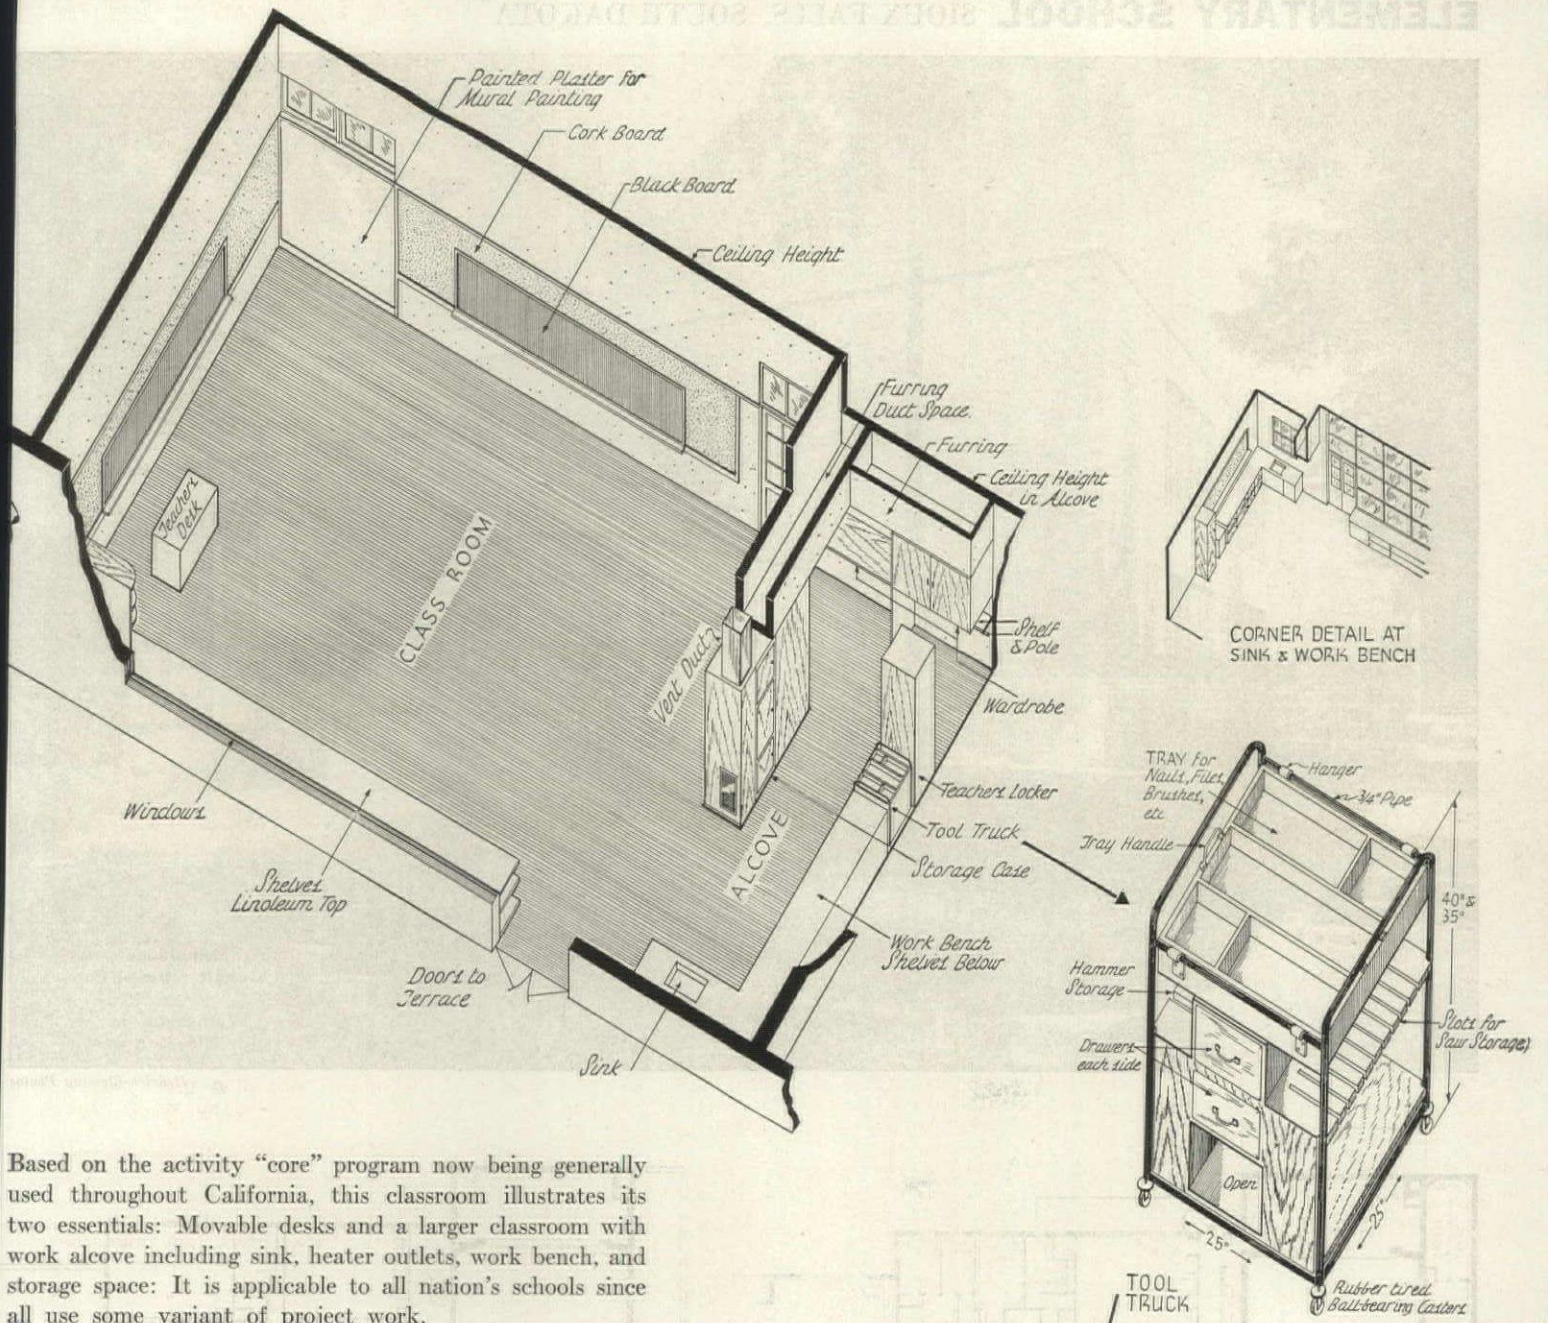 ELEMENTARY SCHOOL SIOUX FALLS, SOUTH DAKOTA
Painted Plaster for
Mural Painting
Cork Board
Black Board
Ceiling Height
Furring
Duct Space
Furring
Ceiling Height
in Alcove
Teachers
Desk
CLASS ROOM
Vent Duct
Shelf
& Pole
Wardrobe
CORNER DETAIL AT
SINK & WORK BENCH
Windows
Shelves
Linoleum Top
ALCOVE
Teachers Locker
Tool Truck
Storage Case
Work Bench
Shelves Below
Doors to
Terrace
Sink
TRAY for
Nails, Files,
Brushes,
etc
Hanger
3/4" Pipe
Tray Handle
40" &
35"
Hammer
Storage
Slots for
Saw Storage)
Drawers
each side
Open
25"
25"
TOOL
TRUCK
Rubber tired
Ball-bearing Casters
Based on the activity “core” program now being generally
used throughout California, this classroom illustrates its
two essentials: Movable desks and a larger classroom with
work alcove including sink, heater outlets, work bench, and
storage space: It is applicable to all nation’s schools since
all use some variant of project work.